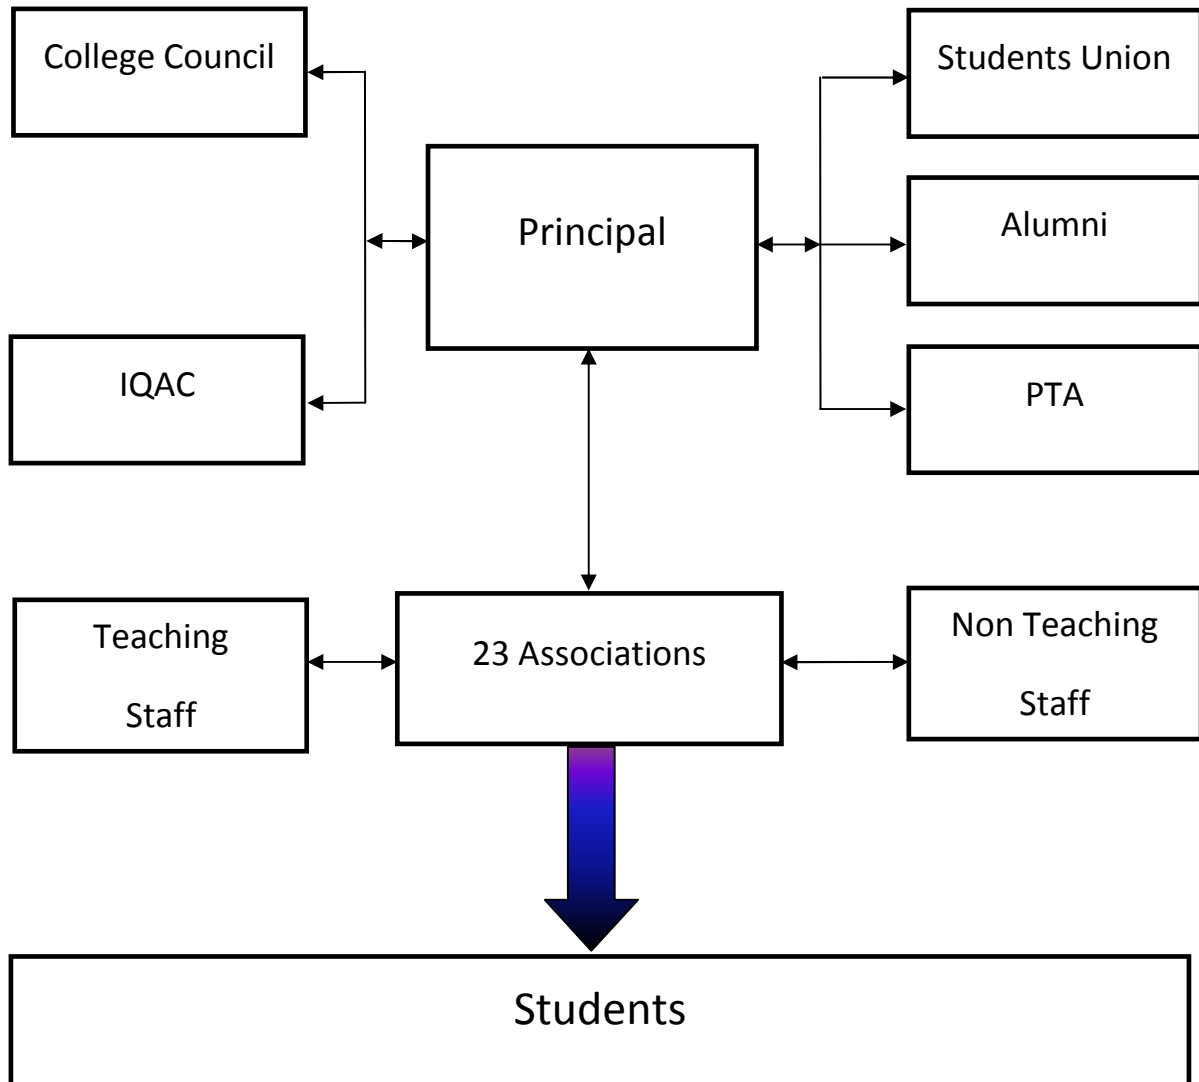 College Council
Students Union
Principal
Alumni
IQAC
PTA
Teaching
Staff
23 Associations
Non Teaching
Staff
Students